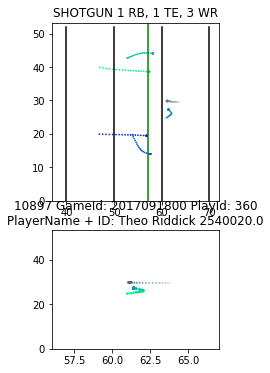 SHOTGUN 1 RB, 1 TE, 3 WR
50
40
30
20
10
0
40 50 60 70
10897 GameId: 2017091800 PlayId: 360
PlayerName + ID: Theo Riddick 2540020.0
40
20
0
57.5 60.0 62.5 65.0